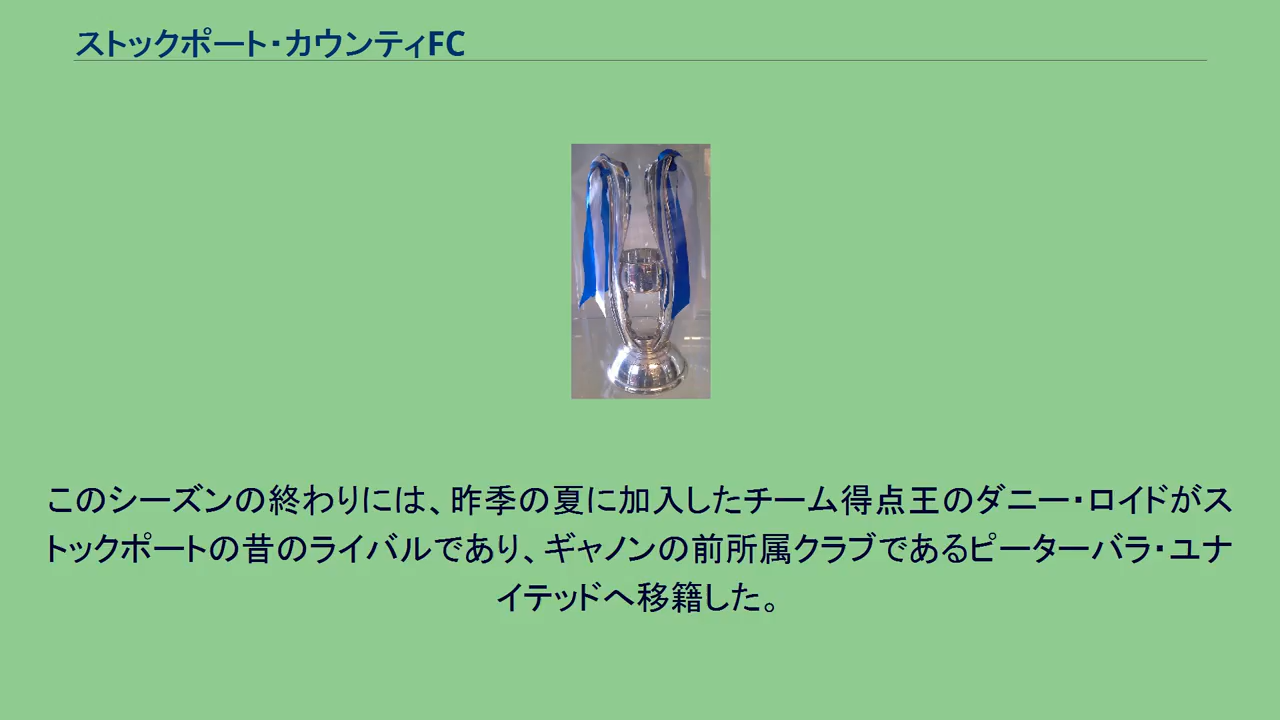 ストックポート・カウンティFC
このシーズンの終わりには、昨季の夏に加入したチーム得点王のダニー・ロイドがス
トックポートの昔のライバルであり、ギャノンの前所属クラブであるピーターバラ・ユナ
イテッドへ移籍した。